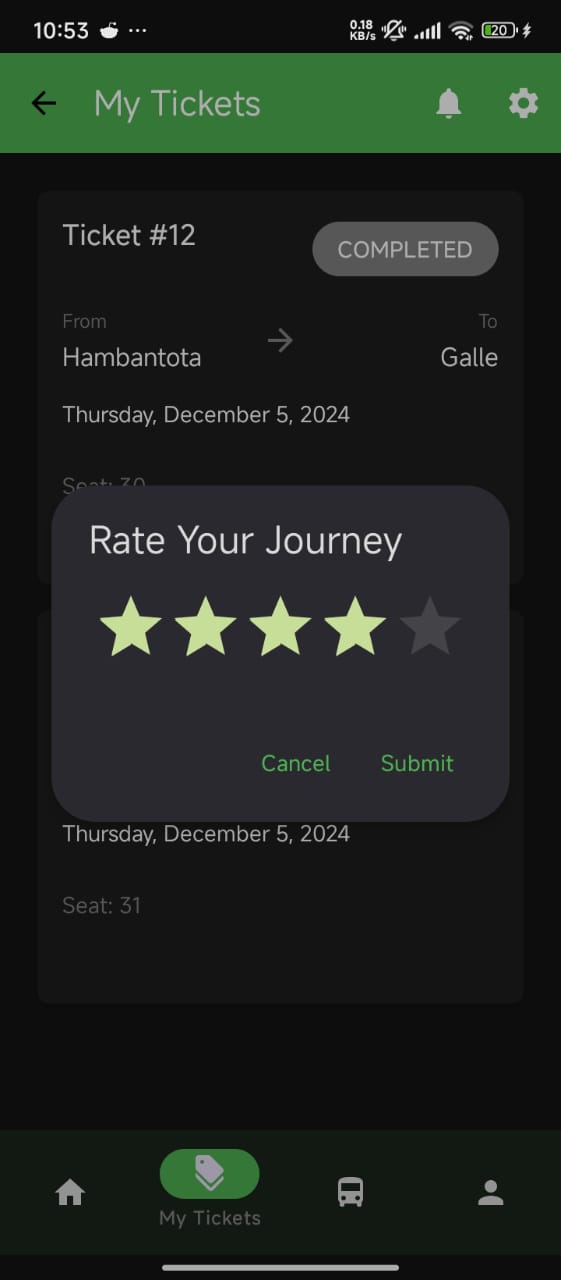 10:53 ...
0.18
KB/s
20
My Tickets
Ticket #12
COMPLETED
From
To
Hambantota
Galle
Thursday, December 5, 2024
Seat: 30
Rate Your Journey
Cancel Submit
Thursday, December 5, 2024
Seat: 31
My Tickets